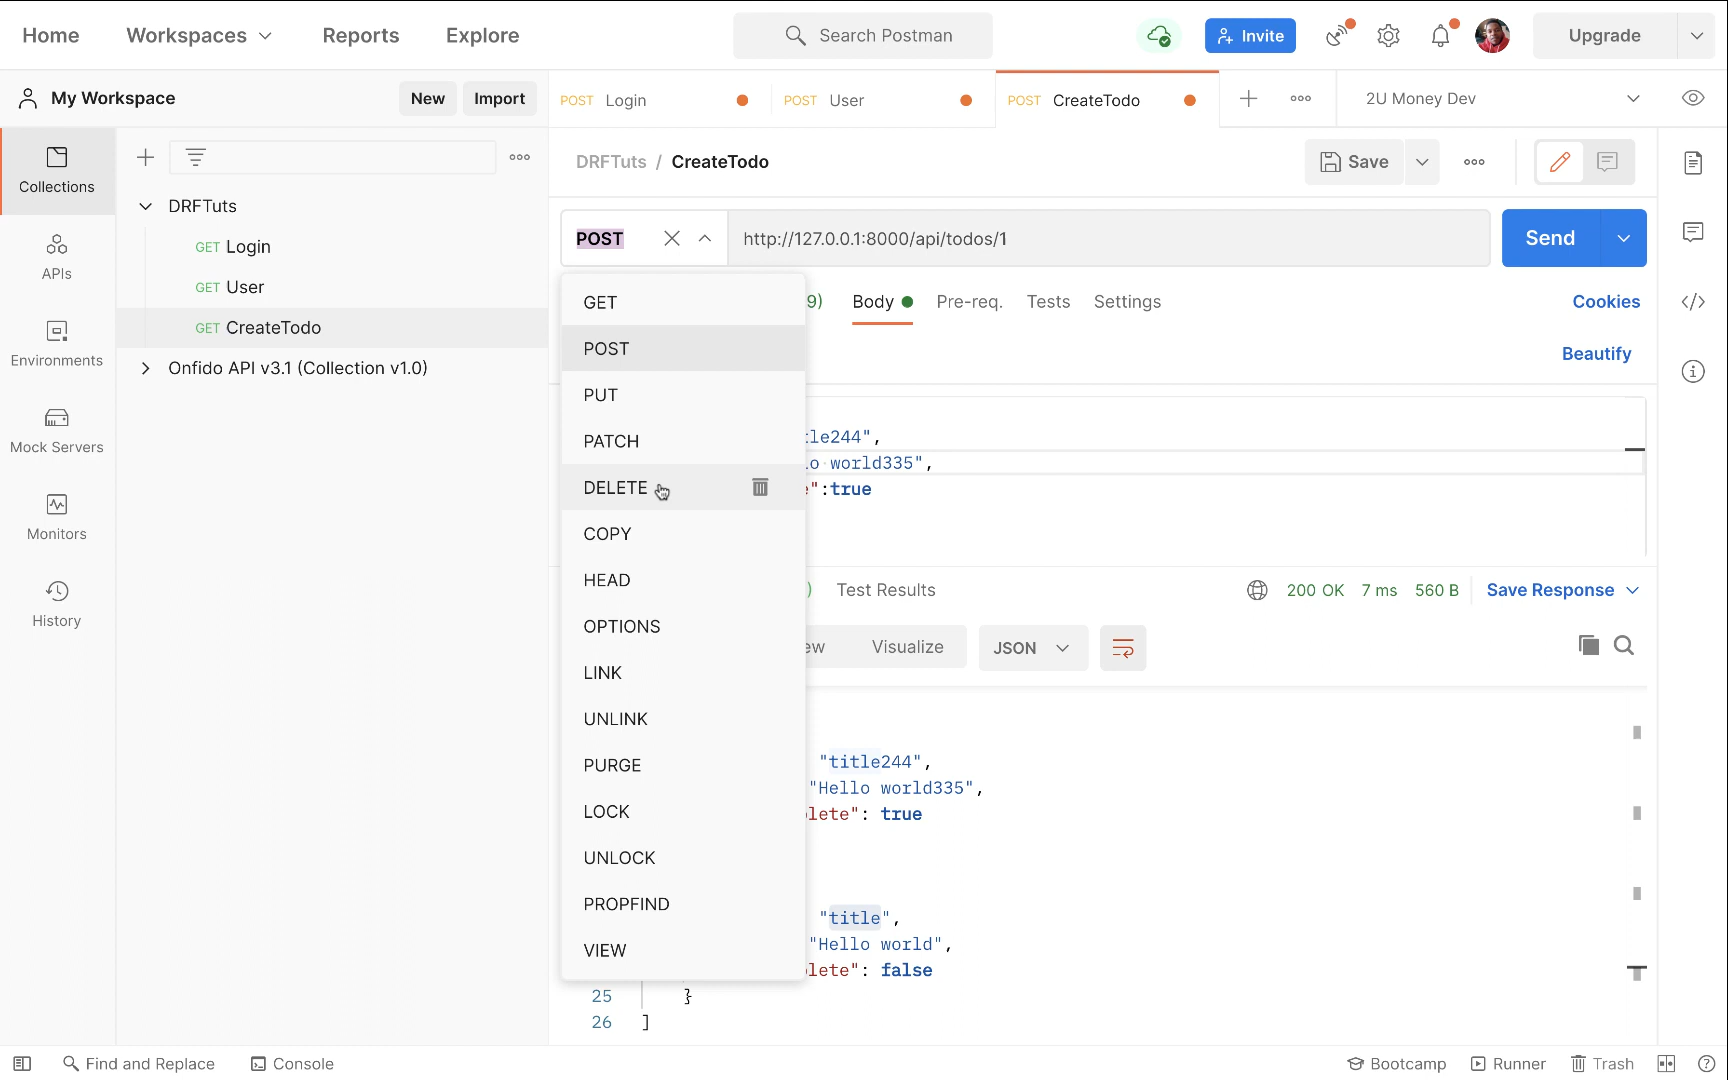 Home Workspaces Reports Explore Search Postman Invite Upgrade
My Workspace New Import POST Login POST User POST CreateTodo ooo 2U Money Dev
Collections
APIs
Environments
Mock Servers
Monitors
History
DRFTuts
GET Login
GET User
GET CreateTodo
Onfido API v3.1 (Collection v1.0)
DRFTuts / CreateTodo Save
POST http://127.0.0.1:8000/api/todos/1 Send
9) Body Pre-req. Tests Settings Cookies
Beautify
GET
POST
PUT
PATCH
DELETE
COPY
HEAD
OPTIONS
LINK
UNLINK
PURGE
LOCK
UNLOCK
PROPFIND
VIEW
tle244",
lo world335",
e":true
) Test Results 200 OK 7 ms 560 B Save Response
ew Visualize JSON
"title244",
"Hello world335",
lete": true
"title",
"Hello world",
lete": false
25 }
26 ]
Find and Replace Console Bootcamp Runner Trash